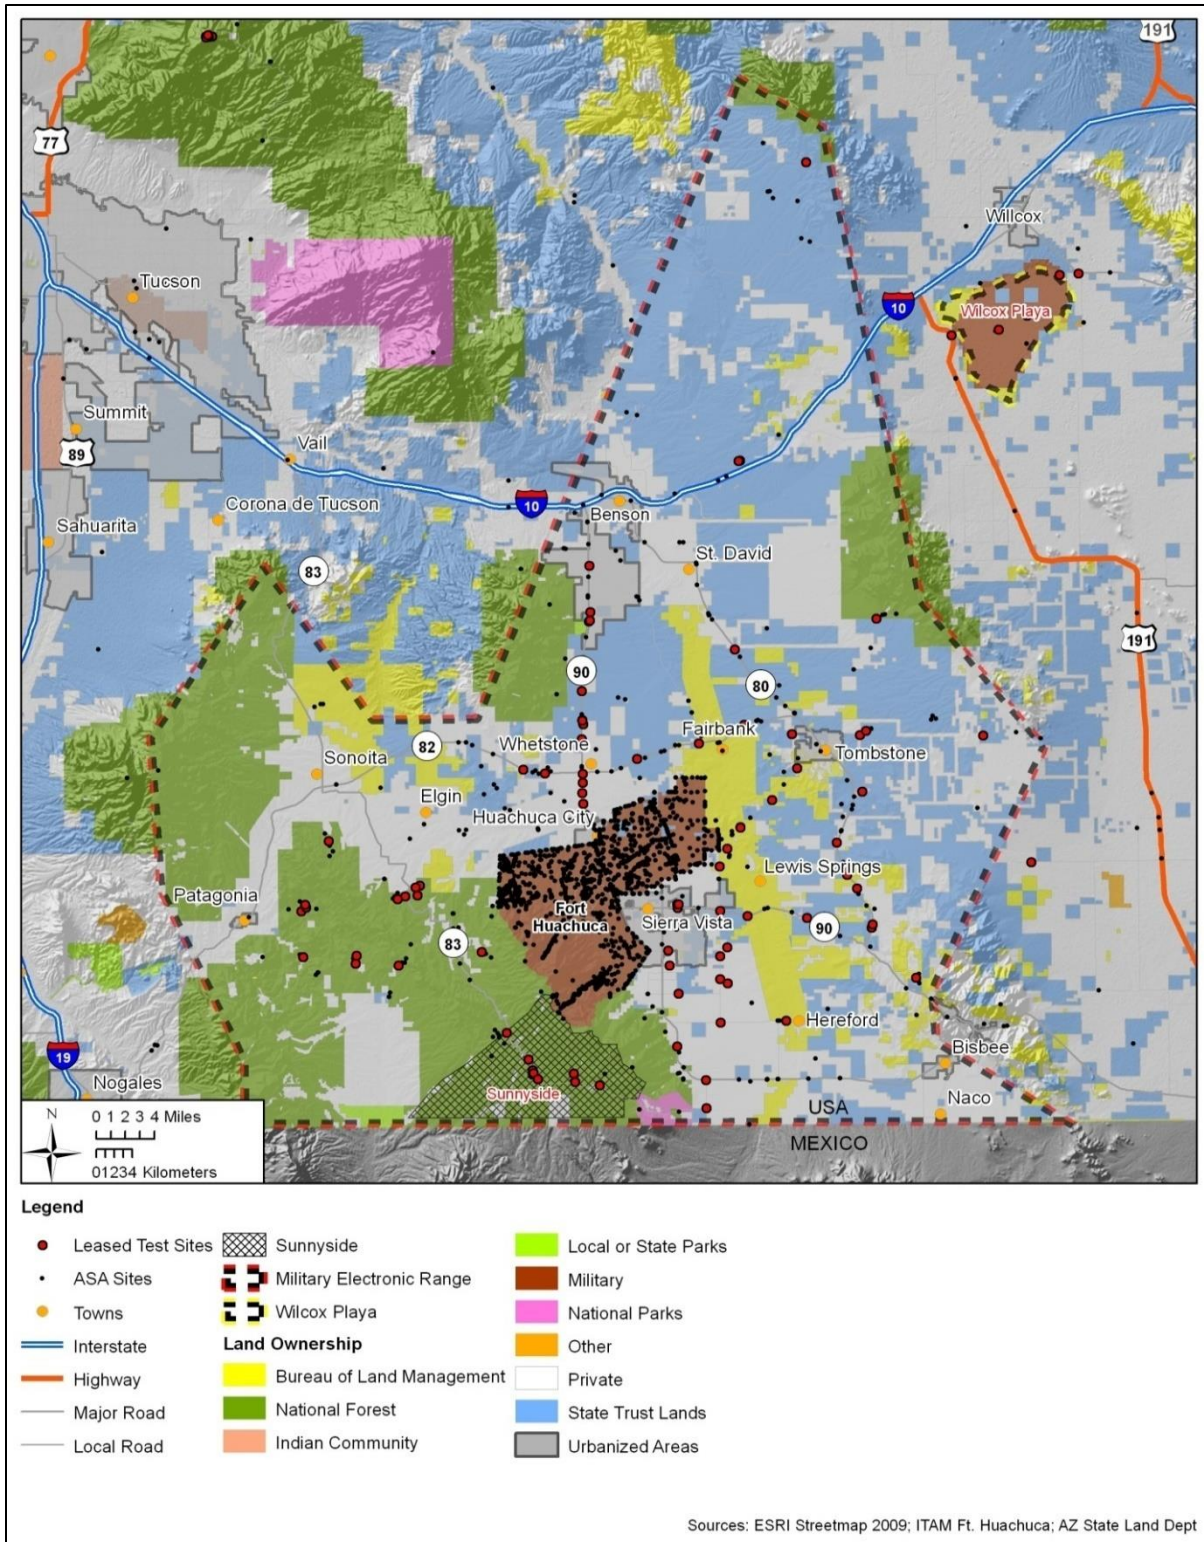 191
77
Willcox
Tucson
10
Wilcox Playa
Summit
89
Vail
Corona de Tucson
10
Benson
Sahuarita
St. David
83
191
90
80
Fairbank
82
Whetstone
Tombstone
Sonoita
Elgin
Huachuca City
Lewis Springs
Patagonia
Fort
Huachuca
Sierra Vista
90
83
Hereford
19
Bisbee
Nogales
Sunnyside
Naco
USA
MEXICO
N
0 1 2 3 4 Miles
01234 Kilometers
Legend
Leased Test Sites
ASA Sites
Towns
Interstate
Highway
Major Road
Local Road
Sunnyside
Military Electronic Range
Wilcox Playa
Land Ownership
Bureau of Land Management
National Forest
Indian Community
Local or State Parks
Military
National Parks
Other
Private
State Trust Lands
Urbanized Areas
Sources: ESRI Streetmap 2009; ITAM Ft. Huachuca; AZ State Land Dept